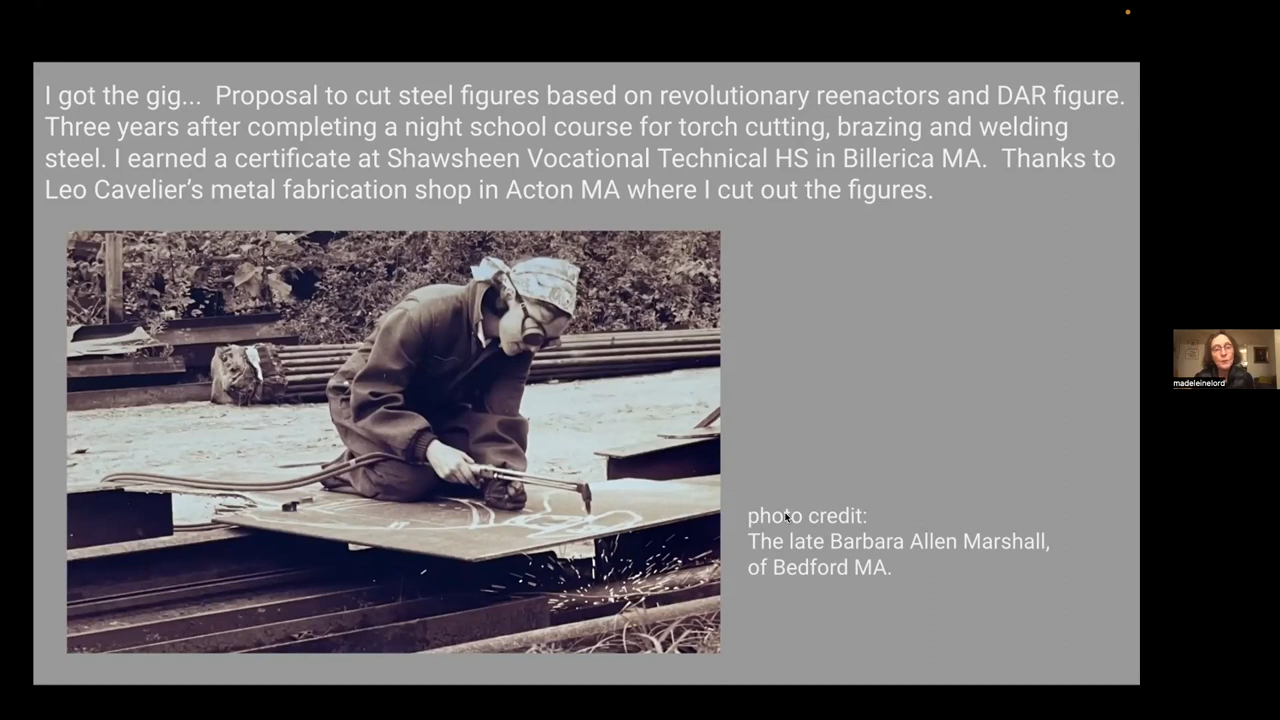 I got the gig...  Proposal to cut steel figures based on revolutionary reenactors and DAR figure.
Three years after completing a night school course for torch cutting, brazing and welding
steel. I earned a certificate at Shawsheen Vocational Technical HS in Billerica MA.  Thanks to
Leo Cavelier’s metal fabrication shop in Acton MA where I cut out the figures.
photo credit:
The late Barbara Allen Marshall,
of Bedford MA.
madeleinelord